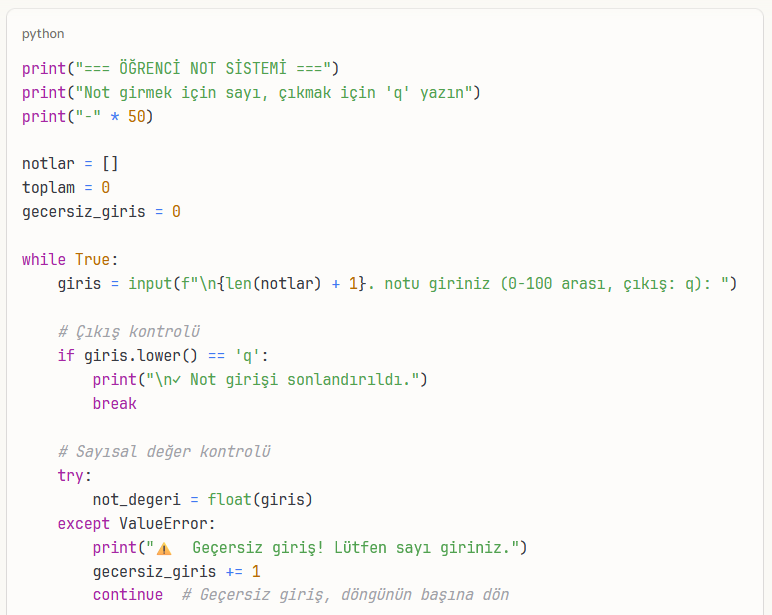 python
print("=== ÖĞRENCİ NOT SİSTEMİ ===")
print("Not girmek için sayı, çıkmak için 'q' yazın")
print("-" * 50)
notlar = []
toplam = 0
gecersiz_giris = 0
while True:
    giris = input(f"\n{len(notlar) + 1}. notu giriniz (0-100 arası, çıkış: q): ")
    # Çıkış kontrolü
    if giris.lower() == 'q':
        print("\n✓ Not girişi sonlandırıldı.")
        break
    # Sayısal değer kontrolü
    try:
        not_degeri = float(giris)
    except ValueError:
        print("⚠️  Geçersiz giriş! Lütfen sayı giriniz.")
        gecersiz_giris += 1
        continue  # Geçersiz giriş, döngünün başına dön